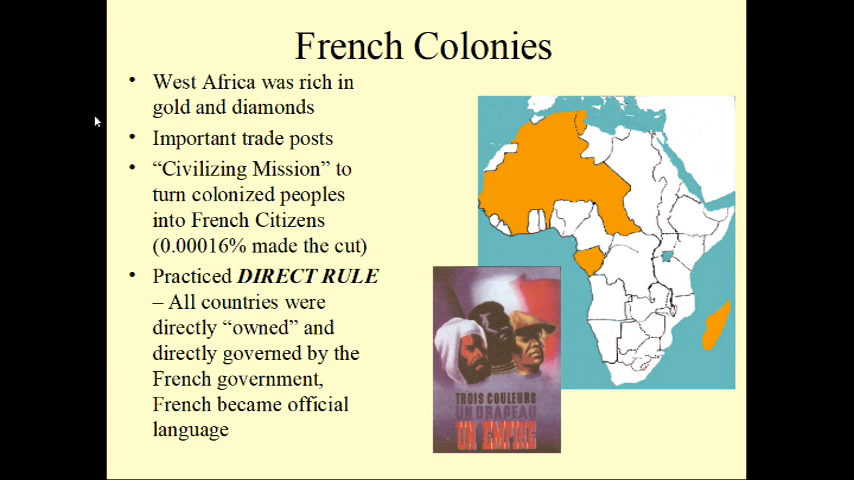 French Colonies
• West Africa was rich in
gold and diamonds
• Important trade posts
• “Civilizing Mission” to
turn colonized peoples
into French Citizens
(0.00016% made the cut)
• Practiced DIRECT RULE
– All countries were
directly “owned” and
directly governed by the
French government,
French became official
language
TROIS COULEURS
UN DRAPEAU
UN EMPIRE